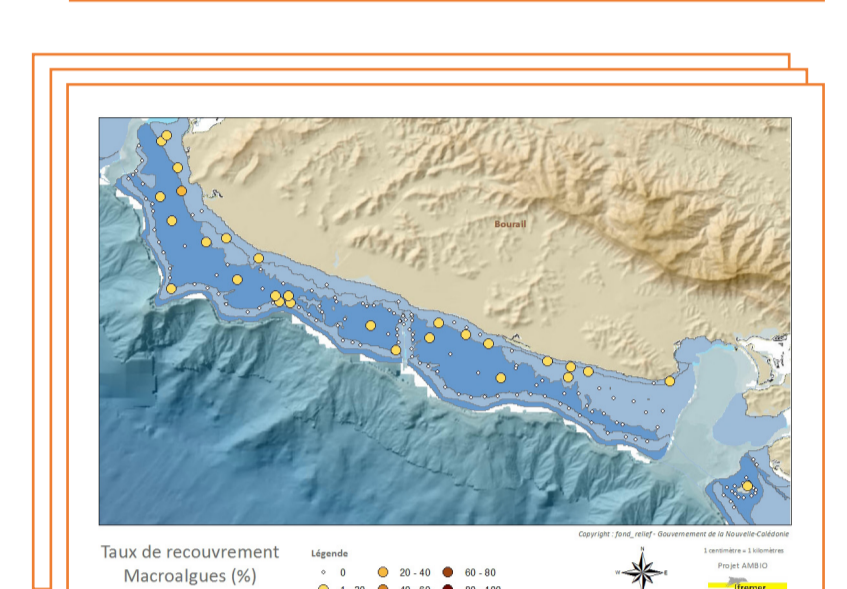 Bourail
Copyright : fond_relief - Gouvernement de la Nouvelle-Calédonie
Taux de recouvrement
Macroalgues (%)
Légende
0
20 - 40
60 - 80
1 centimètre = 1 kilomètres
Projet AMBIO
N
W
E
Ifremer